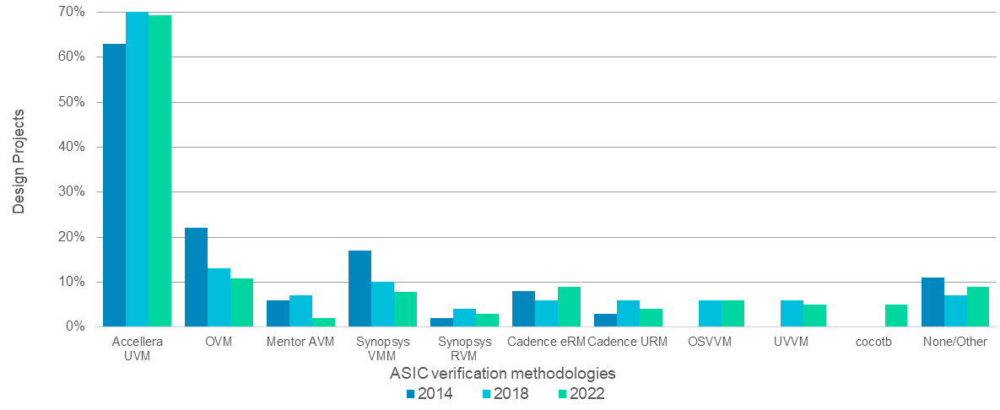 70%
60%
50%
40%
30%
20%
10%
0%
Design Projects
Accellera UVM
OVM
Mentor AVM
Synopsys VMM
Synopsys RVM
Cadence eRM
Cadence URM
OSVVM
UVVM
cocotb
None/Other
ASIC verification methodologies
2014 2018 2022